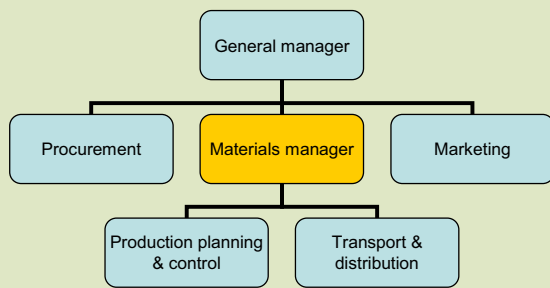 General manager
Procurement
Materials manager
Marketing
Production planning
& control
Transport &
distribution